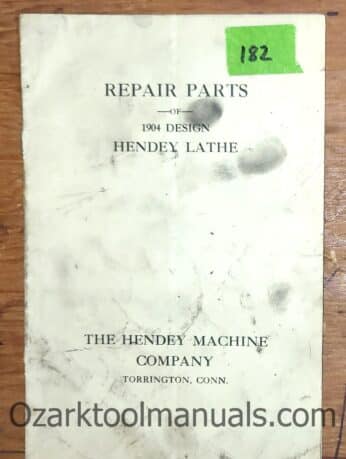 182
REPAIR PARTS
—OF—
1904 DESIGN
HENDEY LATHE
THE HENDEY MACHINE
COMPANY
TORRINGTON, CONN.
Ozarktoolmanuals.com